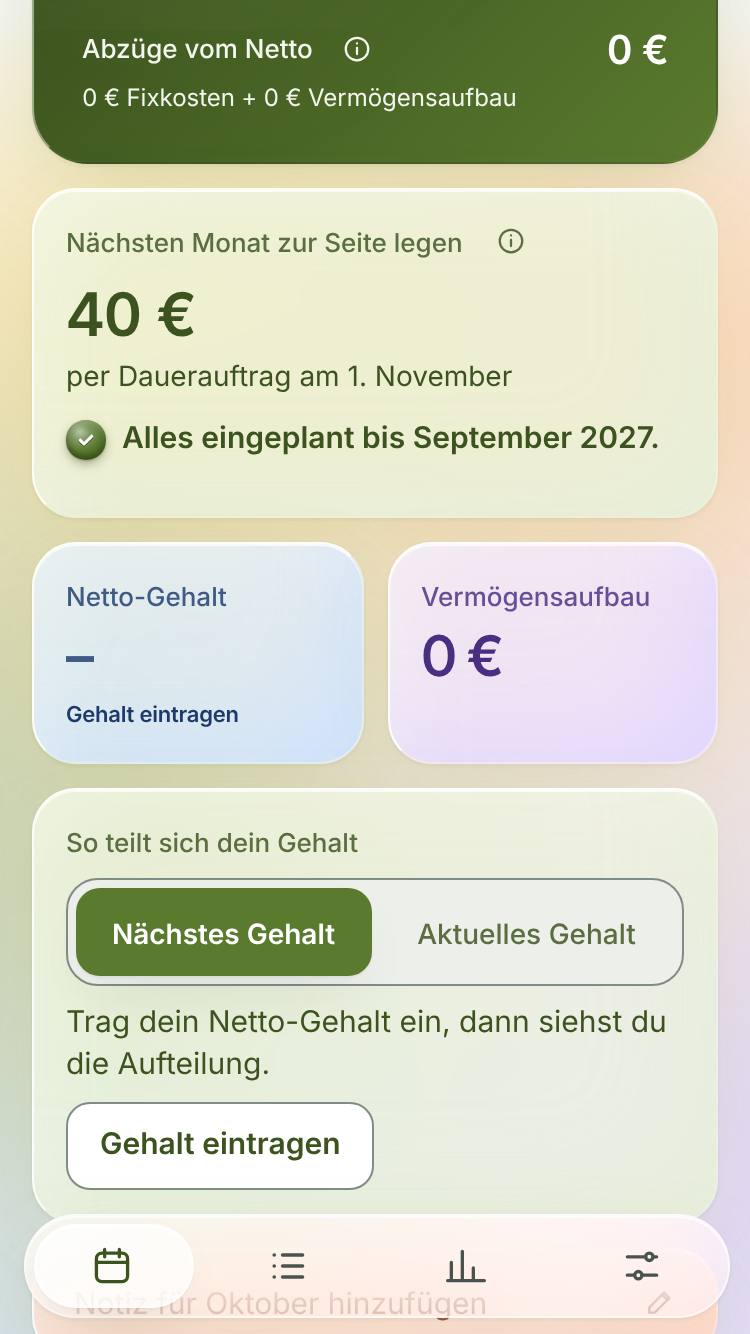 Abzüge vom Netto 0 €
0 € Fixkosten + 0 € Vermögensaufbau
Nächsten Monat zur Seite legen
40 €
per Dauerauftrag am 1. November
Alles eingeplant bis September 2027.
Netto-Gehalt
–
Gehalt eintragen
Vermögensaufbau
0 €
So teilt sich dein Gehalt
Nächstes Gehalt Aktuelles Gehalt
Trag dein Netto-Gehalt ein, dann siehst du
die Aufteilung.
Gehalt eintragen
Notiz für Oktober hinzufügen